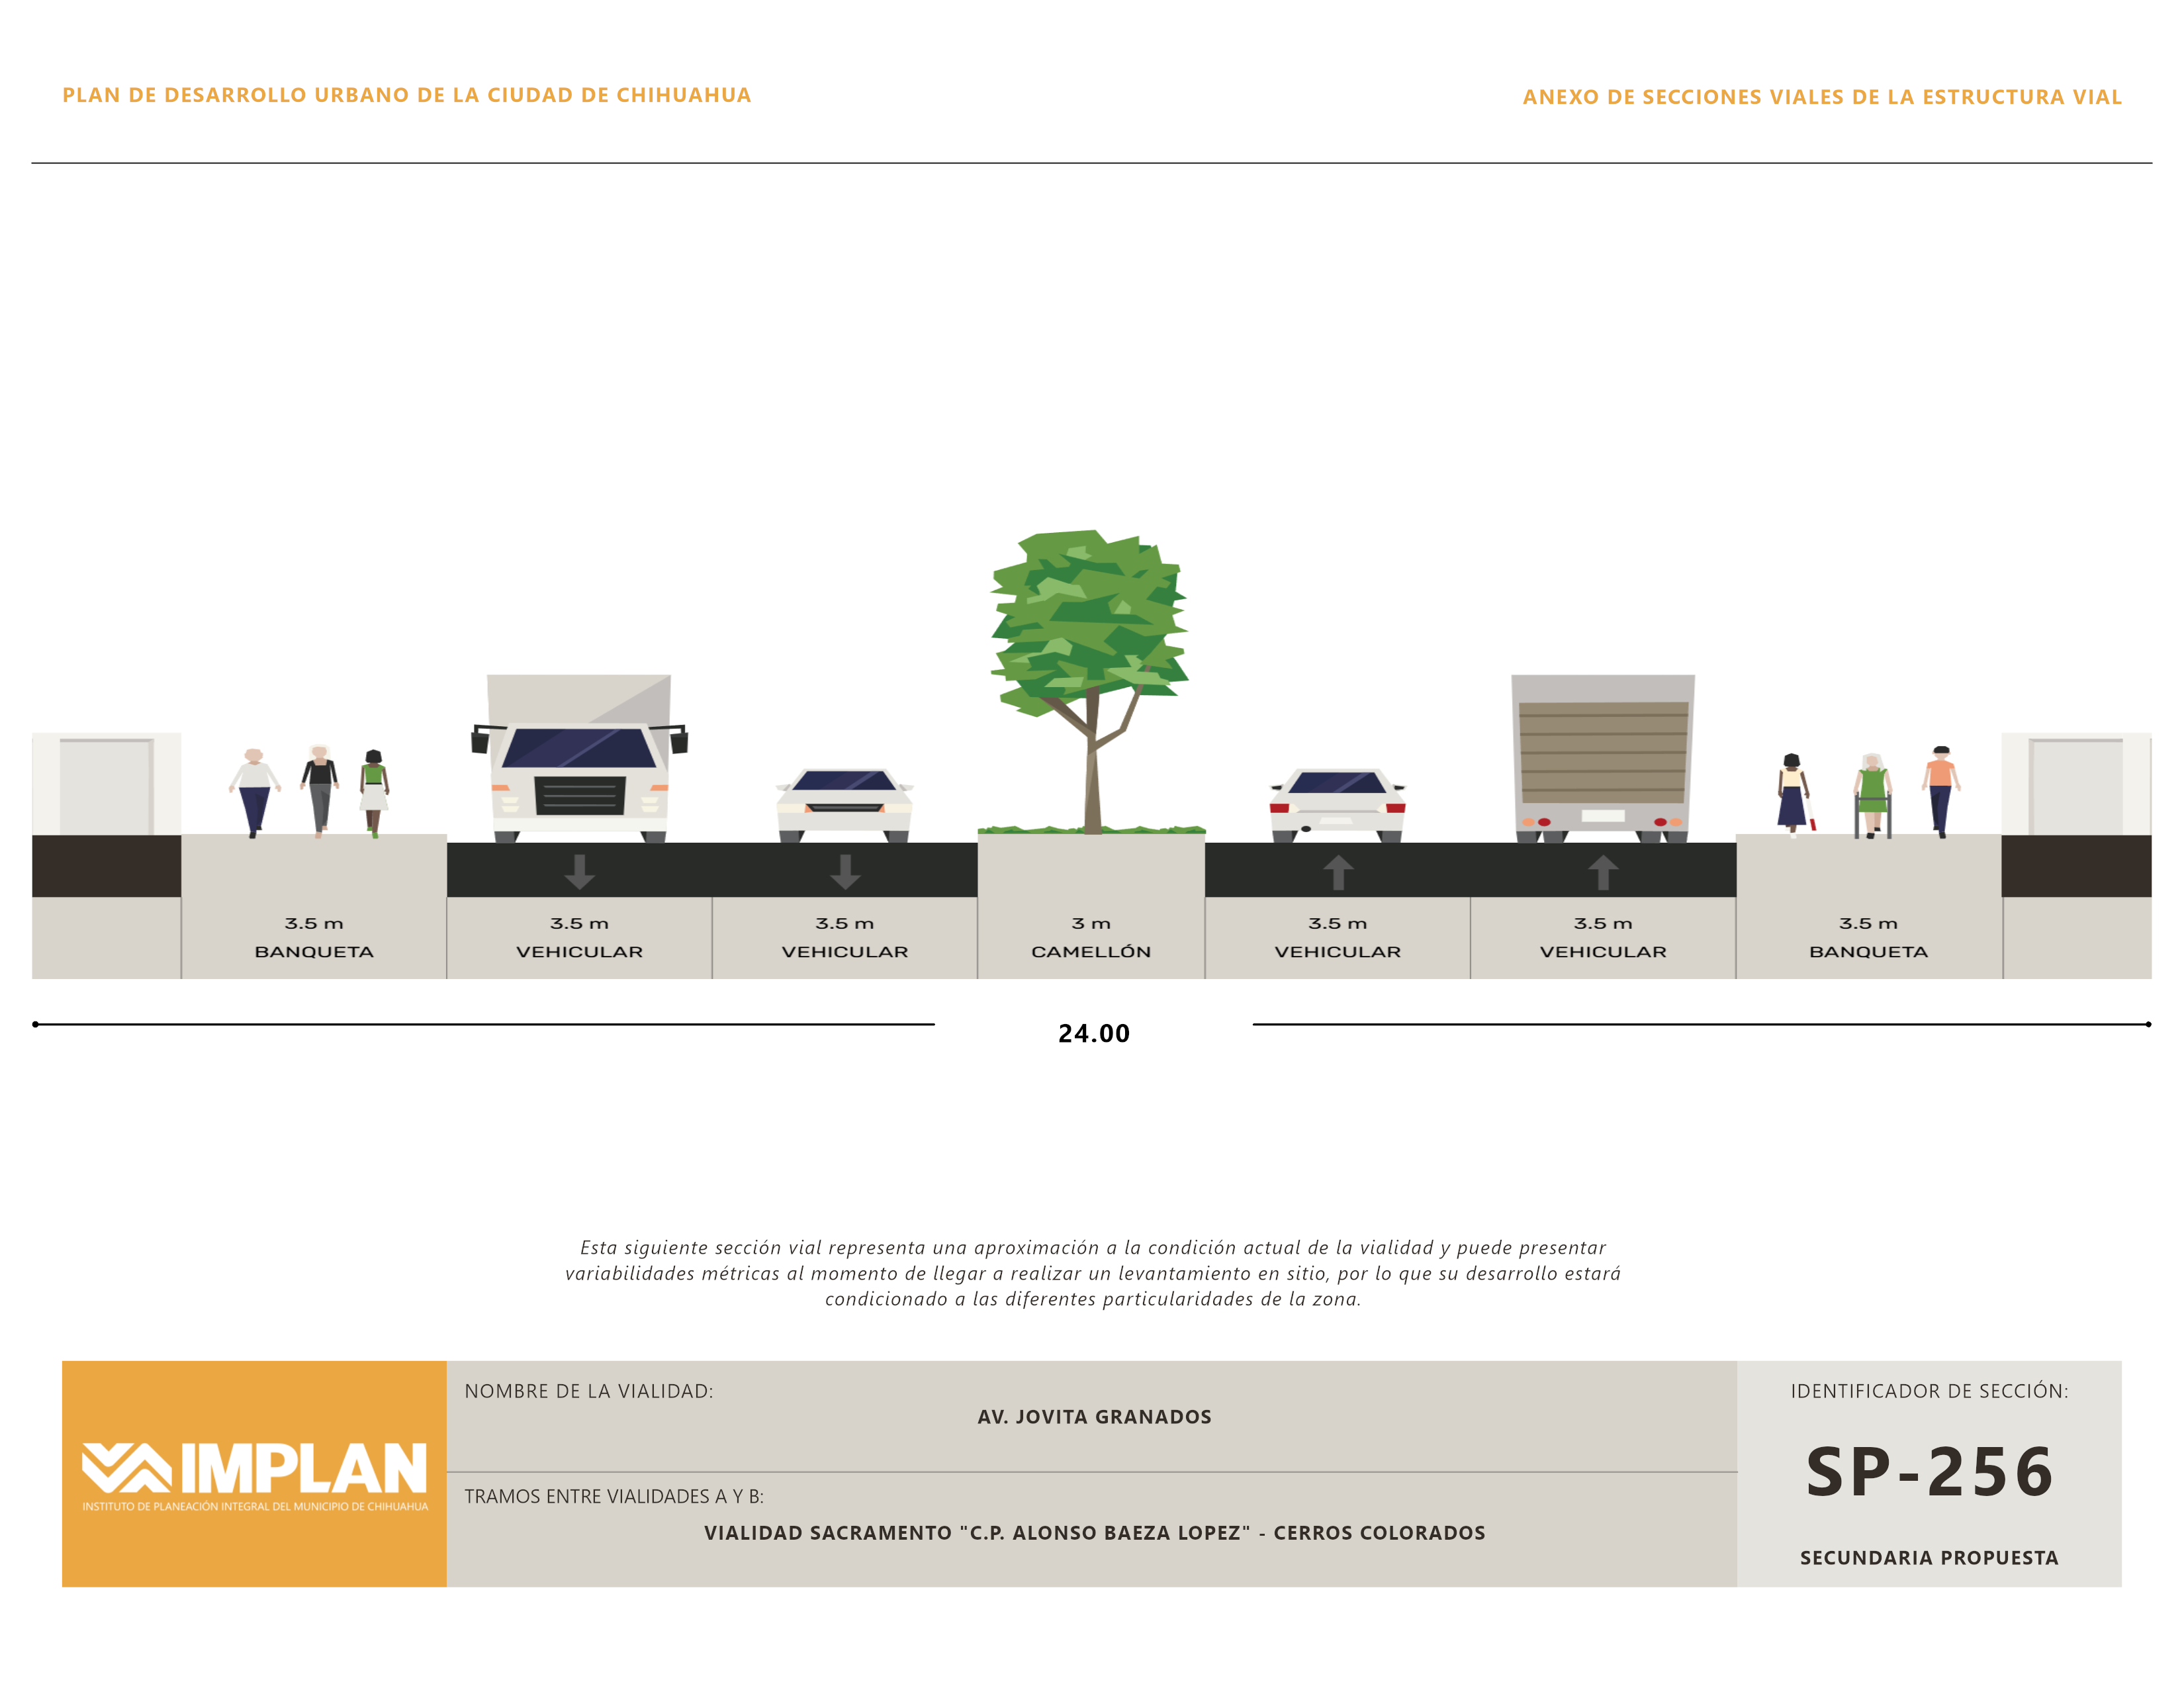 PLAN DE DESARROLLO URBANO DE LA CIUDAD DE CHIHUAHUA
ANEXO DE SECCIONES VIALES DE LA ESTRUCTURA VIAL
3.5 m
BANQUETA
3.5 m
VEHICULAR
3.5 m
VEHICULAR
3 m
CAMELLÓN
3.5 m
VEHICULAR
3.5 m
VEHICULAR
3.5 m
BANQUETA
24.00
Esta siguiente sección vial representa una aproximación a la condición actual de la vialidad y puede presentar
variabilidades métricas al momento de llegar a realizar un levantamiento en sitio, por lo que su desarrollo estará
condicionado a las diferentes particularidades de la zona.
IMPLAN
INSTITUTO DE PLANEACIÓN INTEGRAL DEL MUNICIPIO DE CHIHUAHUA
NOMBRE DE LA VIALIDAD:
AV. JOVITA GRANADOS
TRAMOS ENTRE VIALIDADES A Y B:
VIALIDAD SACRAMENTO "C.P. ALONSO BAEZA LOPEZ" - CERROS COLORADOS
IDENTIFICADOR DE SECCIÓN:
SP-256
SECUNDARIA PROPUESTA